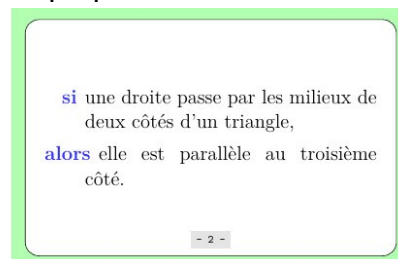 si une droite passe par les milieux de
deux côtés d'un triangle,
alors elle est parallèle au troisième
côté.
- 2 -